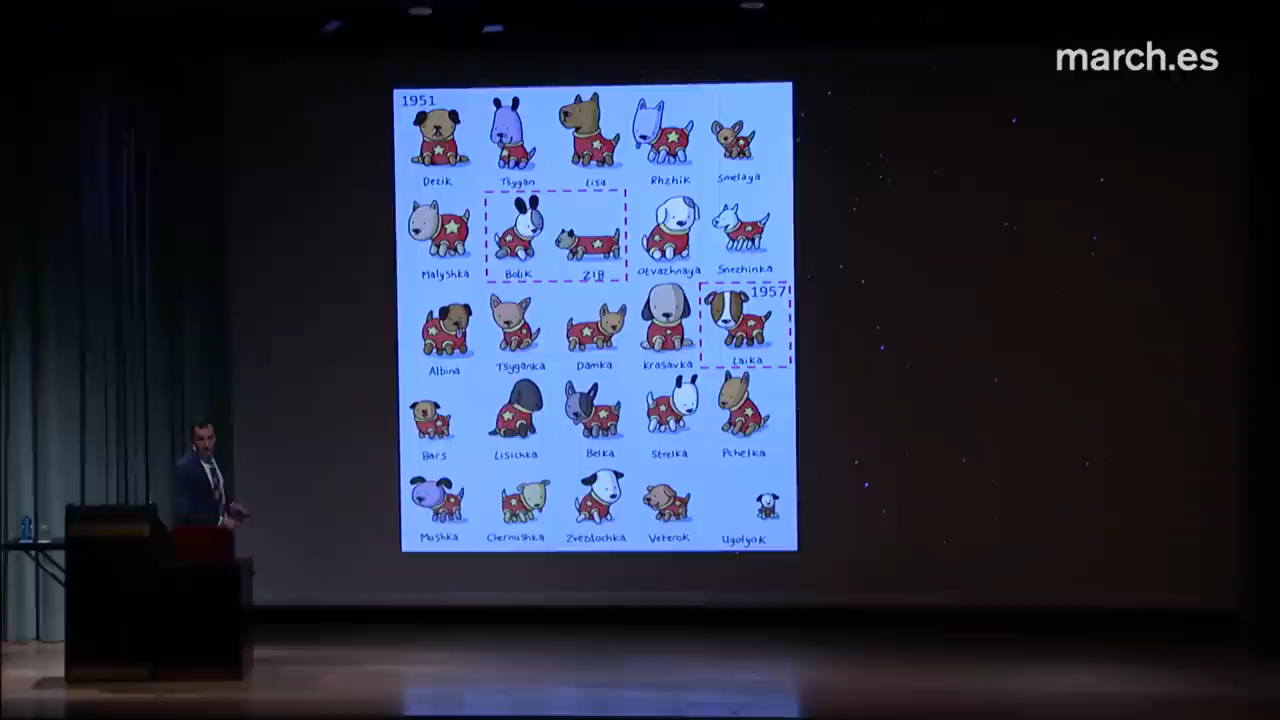 march.es
1951
Dezik Tsygan Lisa Rhzhik Smelaya
Malyshka Bolik ZIB Otvazhnaya Snezhinka
1957
Albina Tsyganka Damka Krasavka Laika
Bars Lisichka Belka Strelka Pchelka
Mushka Chernushka Zvezdochka Veterok Ugolyok